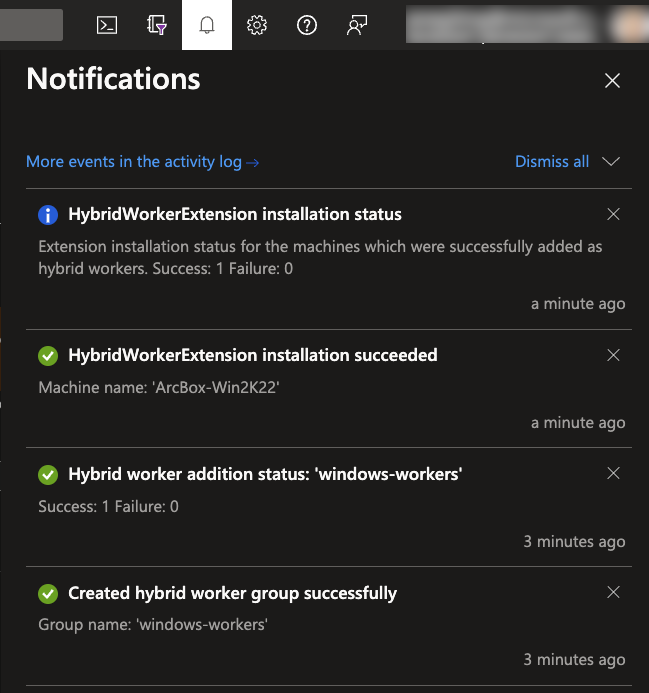 Notifications
More events in the activity log →
Dismiss all
HybridWorkerExtension installation status
Extension installation status for the machines which were successfully added as
hybrid workers. Success: 1 Failure: 0
a minute ago
HybridWorkerExtension installation succeeded
Machine name: 'ArcBox-Win2K22'
a minute ago
Hybrid worker addition status: 'windows-workers'
Success: 1 Failure: 0
3 minutes ago
Created hybrid worker group successfully
Group name: 'windows-workers'
3 minutes ago